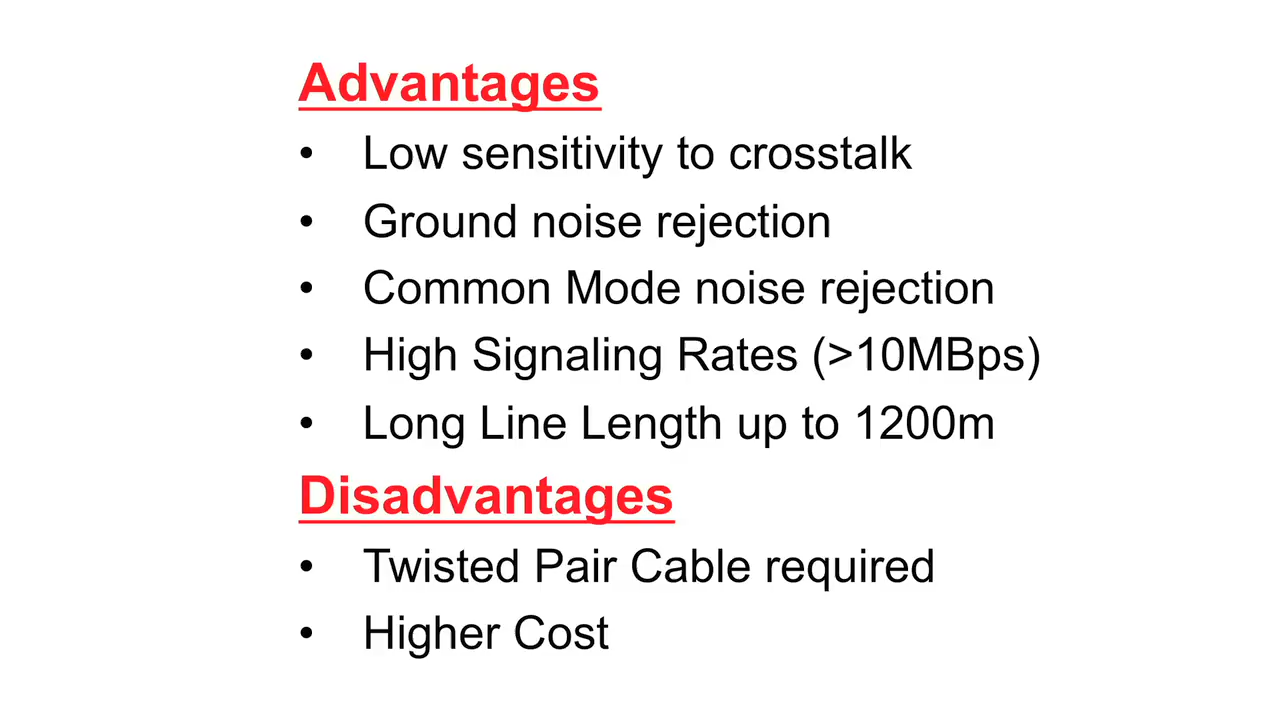 Advantages
• Low sensitivity to crosstalk
• Ground noise rejection
• Common Mode noise rejection
• High Signaling Rates (>10MBps)
• Long Line Length up to 1200m
Disadvantages
• Twisted Pair Cable required
• Higher Cost